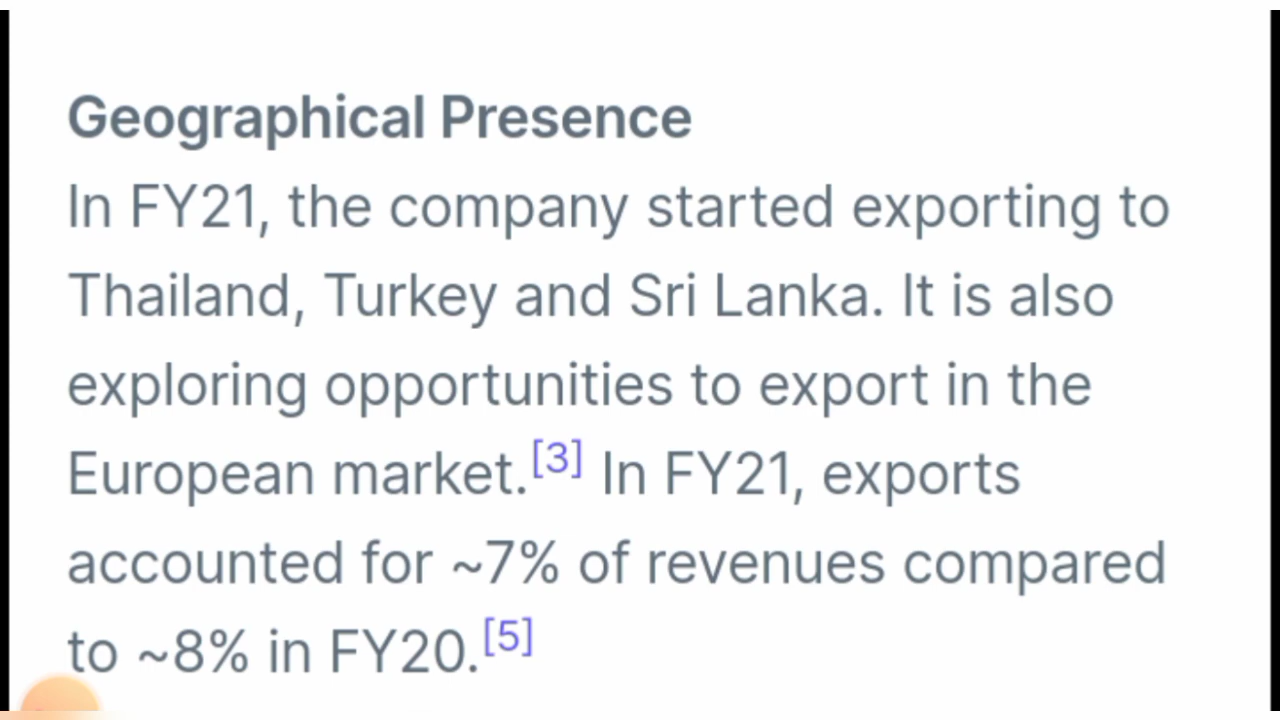 Geographical Presence
In FY21, the company started exporting to
Thailand, Turkey and Sri Lanka. It is also
exploring opportunities to export in the
European market.[3] In FY21, exports
accounted for ~7% of revenues compared
to ~8% in FY20.[5]